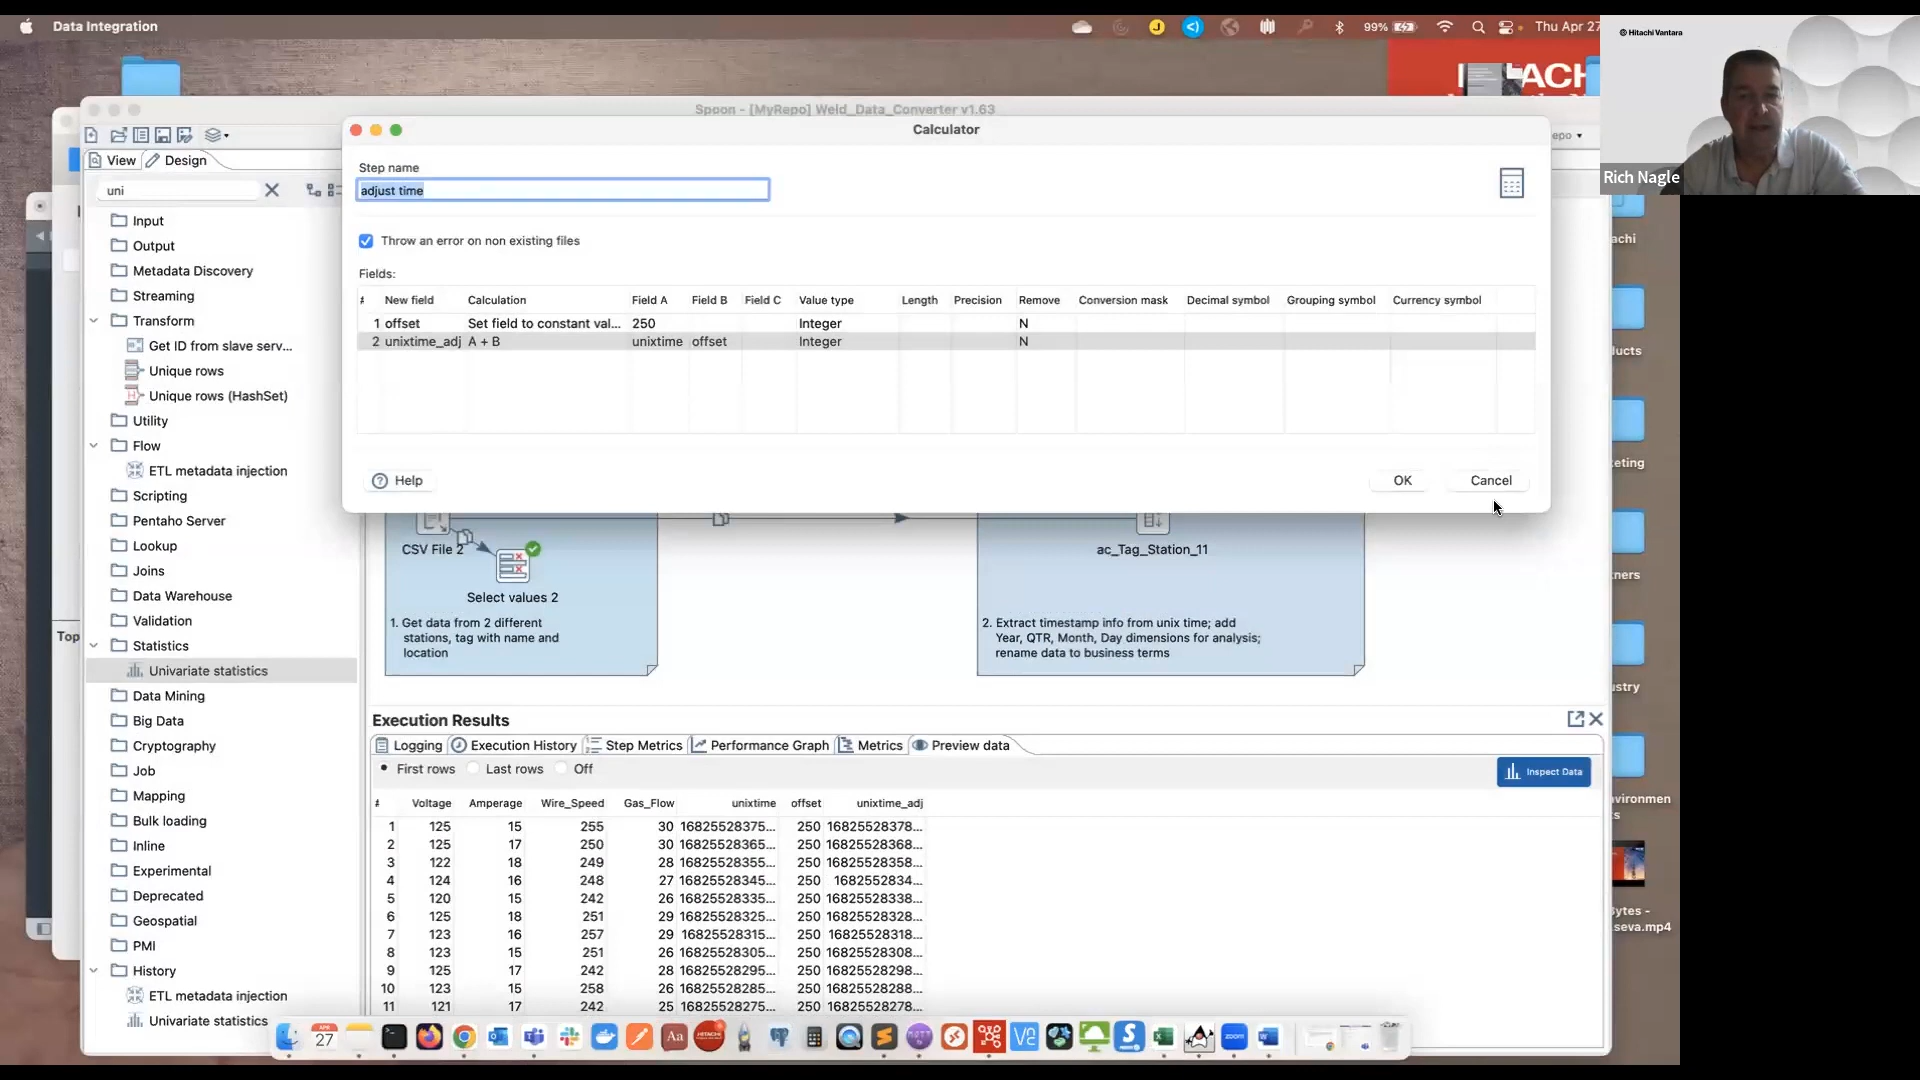 Data Integration
99%
Thu Apr 27
Hitachi Vantara
Rich Nagle
Spoon - [MyRepo] Weld_Data_Converter v1.63
Calculator
View
Design
uni
Input
Output
Metadata Discovery
Streaming
Transform
Get ID from slave serv...
Unique rows
Unique rows (HashSet)
Utility
Flow
ETL metadata injection
Scripting
Pentaho Server
Lookup
Joins
Data Warehouse
Validation
Statistics
Univariate statistics
Data Mining
Big Data
Cryptography
Job
Mapping
Bulk loading
Inline
Experimental
Deprecated
Geospatial
PMI
History
ETL metadata injection
Univariate statistics
Step name
adjust time
Throw an error on non existing files
Fields:
# New field Calculation Field A Field B Field C Value type Length Precision Remove Conversion mask Decimal symbol Grouping symbol Currency symbol
1 offset Set field to constant val... 250 Integer N
2 unixtime_adj A + B unixtime offset Integer N
Help
OK
Cancel
CSV File 2
Select values 2
1. Get data from 2 different
stations, tag with name and
location
ac_Tag_Station_11
2. Extract timestamp info from unix time; add
Year, QTR, Month, Day dimensions for analysis;
rename data to business terms
Execution Results
Logging
Execution History
Step Metrics
Performance Graph
Metrics
Preview data
First rows
Last rows
Off
Inspect Data
# Voltage Amperage Wire_Speed Gas_Flow unixtime offset unixtime_adj
1 125 15 255 30 16825528375... 250 16825528378...
2 125 17 250 30 16825528365... 250 16825528368...
3 122 18 249 28 16825528355... 250 16825528358...
4 124 16 248 27 16825528345... 250 1682552834...
5 120 15 242 26 16825528335... 250 16825528338...
6 125 18 251 29 16825528325... 250 16825528328...
7 123 16 257 29 16825528315... 250 1682552818...
8 123 15 251 26 16825528305... 250 16825528308...
9 125 17 242 28 16825528295... 250 16825528298...
10 123 15 258 26 16825528285... 250 16825528288...
11 121 17 242 25 16825528275... 250 16825528278...
APR
27
Aa
zoom